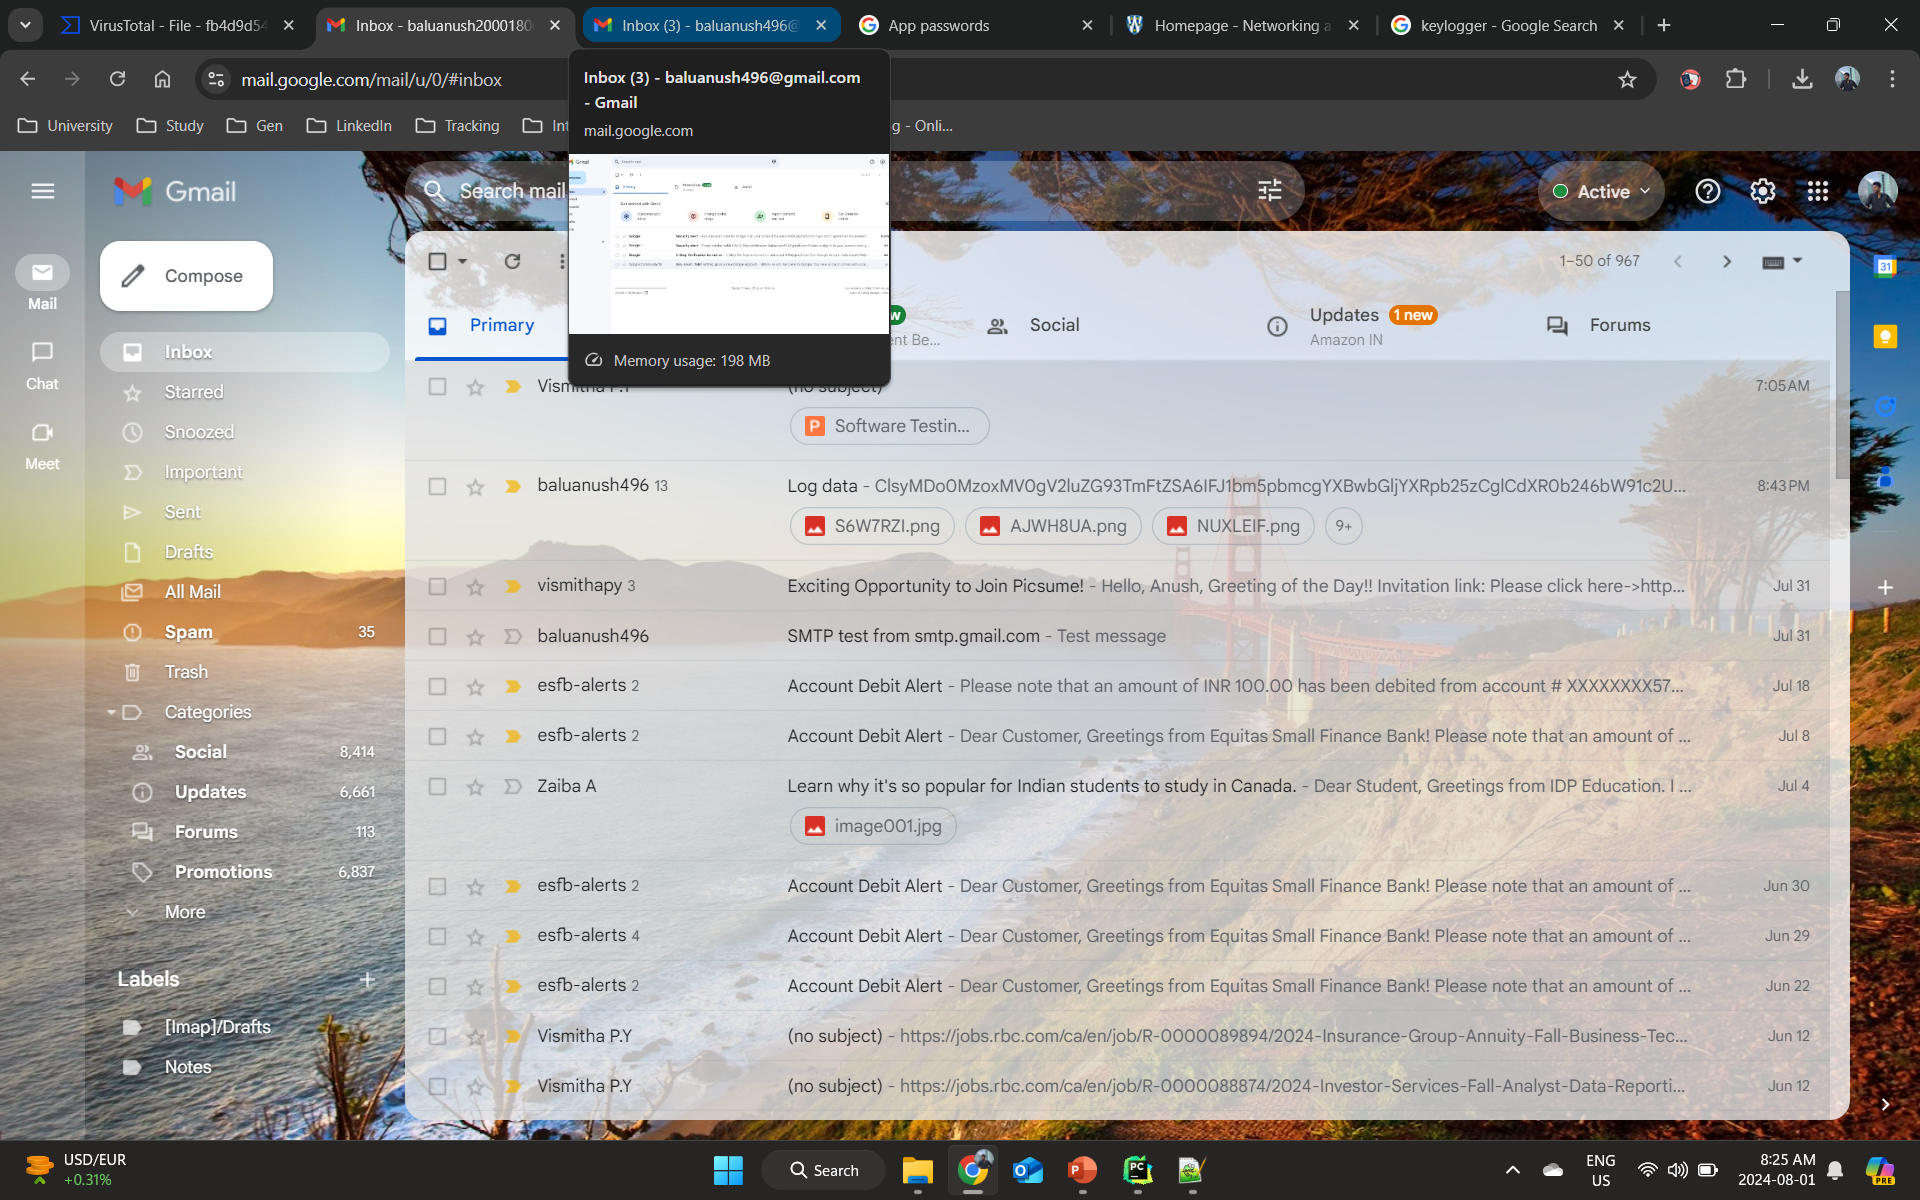 VirusTotal - File - fb4d9d54
Inbox - baluanush2000180
Inbox (3) - baluanush496@
App passwords
Homepage - Networking a
keylogger - Google Search
mail.google.com/mail/u/0/#inbox
Inbox (3) - baluanush496@gmail.com
- Gmail
mail.google.com
Memory usage: 198 MB
University
Study
Gen
LinkedIn
Tracking
Int
g - Onli...
Gmail
Search mail
Active
Mail
Chat
Meet
Compose
Inbox
Starred
Snoozed
Important
Sent
Drafts
All Mail
Spam 35
Trash
Categories
Social 8,414
Updates 6,661
Forums 113
Promotions 6,837
More
Labels
[Imap]/Drafts
Notes
1–50 of 967
Primary
w
ent Be...
Social
Updates 1 new
Amazon IN
Forums
Vismitha P.Y (no subject) 7:05 AM
P Software Testin...
baluanush496 13 Log data - ClsyMDo0MzoxMV0gV2luZG93TmFtZSA6IFJ1bm5pbmcgYXBwbGljYXRpb25zCglCdXR0b246bW91c2U... 8:43 PM
S6W7RZI.png AJWH8UA.png NUXLEIF.png 9+
vismithapy 3 Exciting Opportunity to Join Picsume! - Hello, Anush, Greeting of the Day!! Invitation link: Please click here->http... Jul 31
baluanush496 SMTP test from smtp.gmail.com - Test message Jul 31
esfb-alerts 2 Account Debit Alert - Please note that an amount of INR 100.00 has been debited from account # XXXXXXXX57... Jul 18
esfb-alerts 2 Account Debit Alert - Dear Customer, Greetings from Equitas Small Finance Bank! Please note that an amount of ... Jul 8
Zaiba A Learn why it's so popular for Indian students to study in Canada. - Dear Student, Greetings from IDP Education. I ... Jul 4
image001.jpg
esfb-alerts 2 Account Debit Alert - Dear Customer, Greetings from Equitas Small Finance Bank! Please note that an amount of ... Jun 30
esfb-alerts 4 Account Debit Alert - Dear Customer, Greetings from Equitas Small Finance Bank! Please note that an amount of ... Jun 29
esfb-alerts 2 Account Debit Alert - Dear Customer, Greetings from Equitas Small Finance Bank! Please note that an amount of ... Jun 22
Vismitha P.Y (no subject) - https://jobs.rbc.com/ca/en/job/R-0000089894/2024-Insurance-Group-Annuity-Fall-Business-Tec... Jun 12
Vismitha P.Y (no subject) - https://jobs.rbc.com/ca/en/job/R-0000088874/2024-Investor-Services-Fall-Analyst-Data-Reporti... Jun 12
31
USD/EUR
+0.31%
Search
PC
P
ENG
US
8:25 AM
2024-08-01
PRE